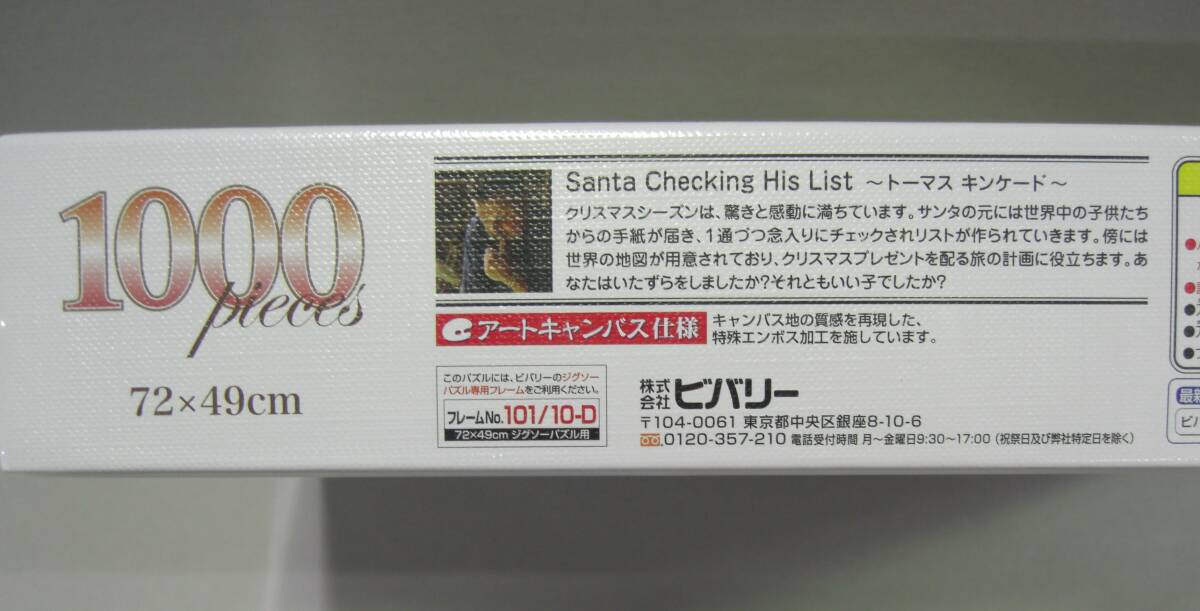 1000
pieces
72×49cm
Santa Checking His List ～トーマス キンケード～
クリスマスシーズンは、驚きと感動に満ちています。サンタの元には世界中の子供たち
からの手紙が届き、1通づつ念入りにチェックされリストが作られていきます。傍には
世界の地図が用意されており、クリスマスプレゼントを配る旅の計画に役立ちます。あ
なたはいたずらをしましたか?それともいい子でしたか?
アートキャンバス仕様
キャンバス地の質感を再現した、
特殊エンボス加工を施しています。
このパズルには、ビバリーのジグソー
パズル専用フレームをご利用ください。
フレームNo.101/10-D
72×49cm ジグソーパズル用
株式会社 ビバリー
〒104-0061 東京都中央区銀座8-10-6
0120-357-210 電話受付時間 月～金曜日9:30～17:00 (祝祭日及び弊社特定日を除く)
最新
ビバ